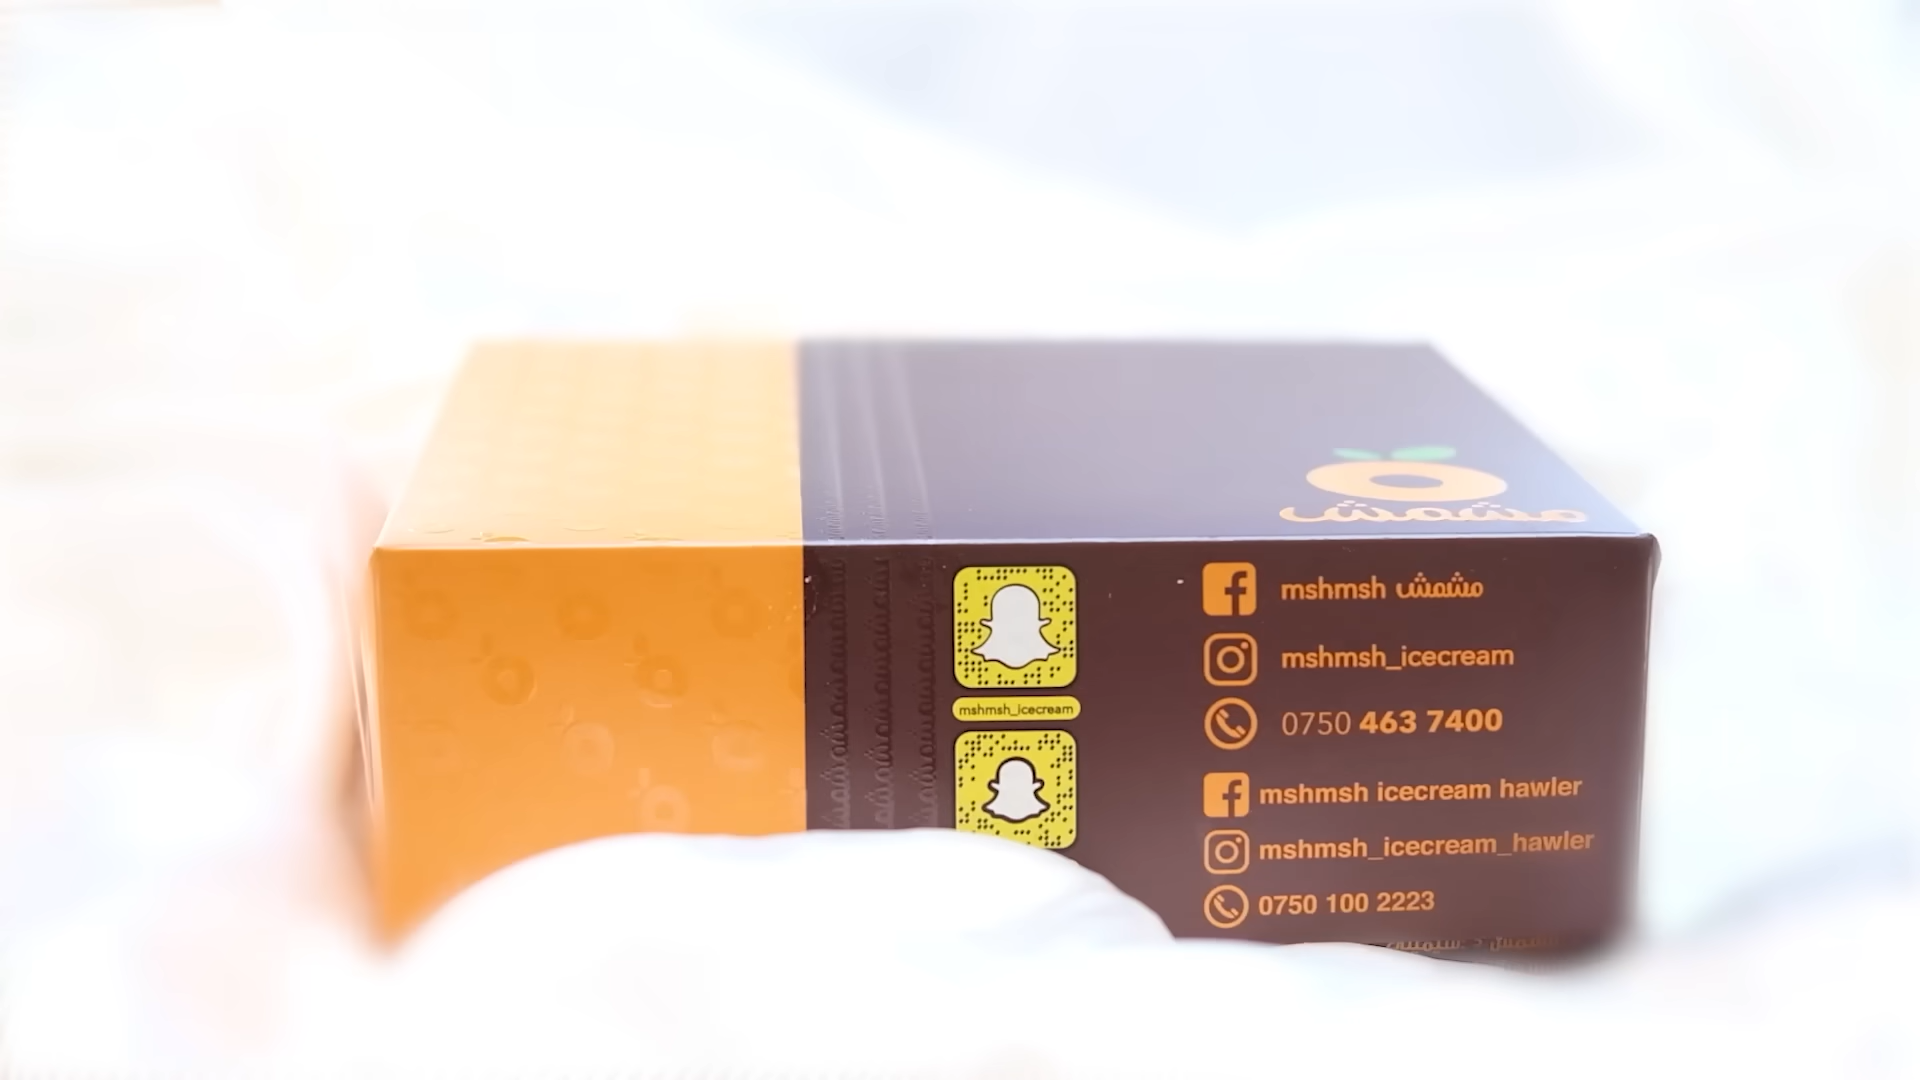 مشمش
mshmsh_icecream
mshmsh مشمش
mshmsh_icecream
0750 463 7400
mshmsh icecream hawler
mshmsh_icecream_hawler
0750 100 2223